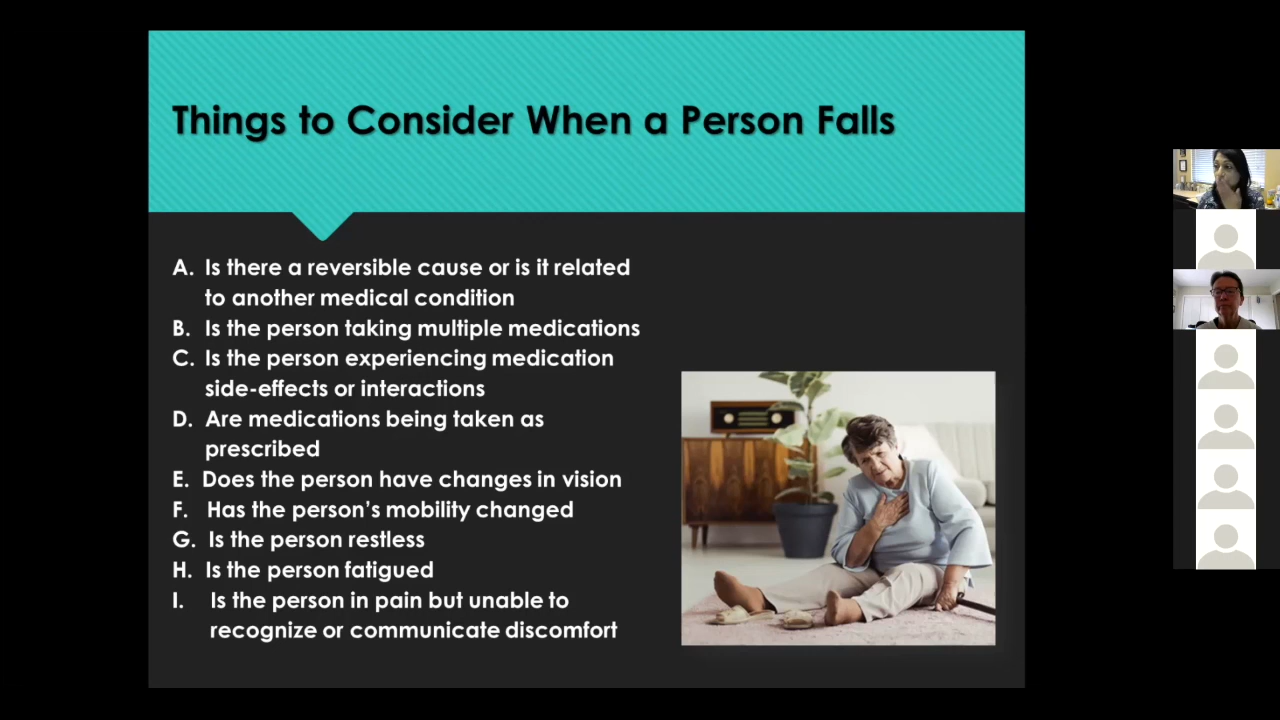 Things to Consider When a Person Falls
A. Is there a reversible cause or is it related
to another medical condition
B. Is the person taking multiple medications
C. Is the person experiencing medication
side-effects or interactions
D. Are medications being taken as
prescribed
E. Does the person have changes in vision
F. Has the person's mobility changed
G. Is the person restless
H. Is the person fatigued
I. Is the person in pain but unable to
recognize or communicate discomfort